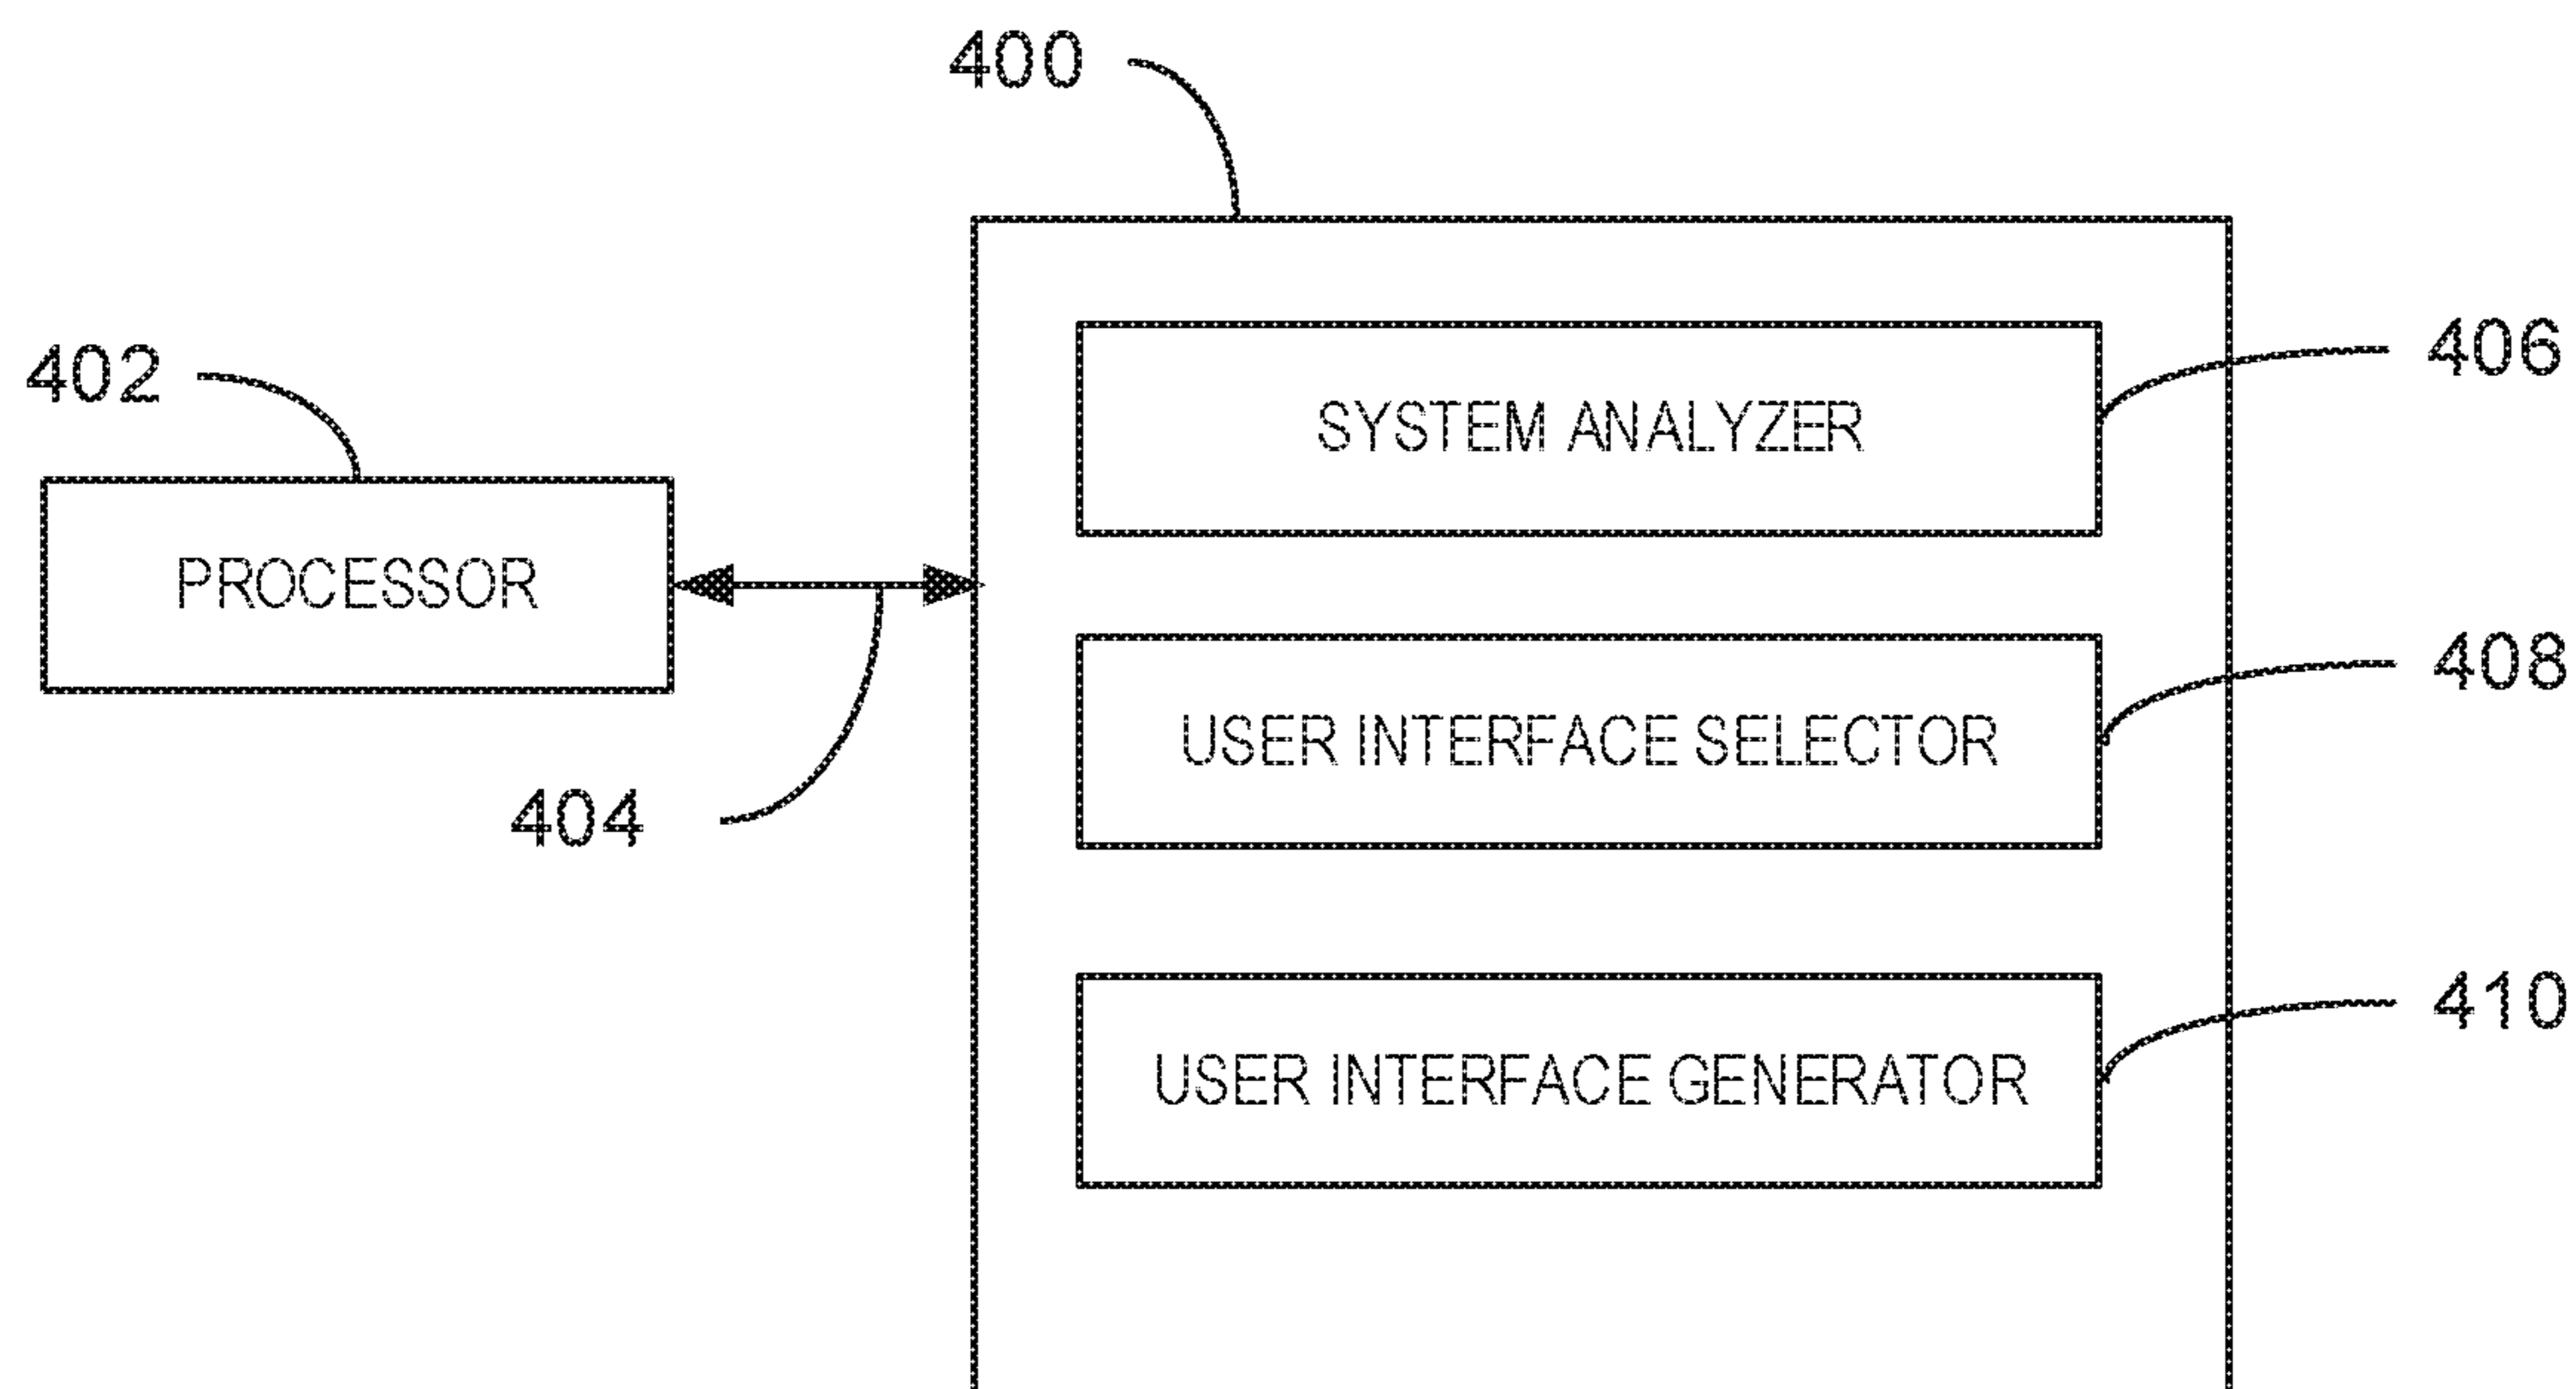 400
406
SYSTEM ANALYZER
402
PROCESSOR
408
USER INTERFACE SELECTOR
404
410
USER INTERFACE GENERATOR